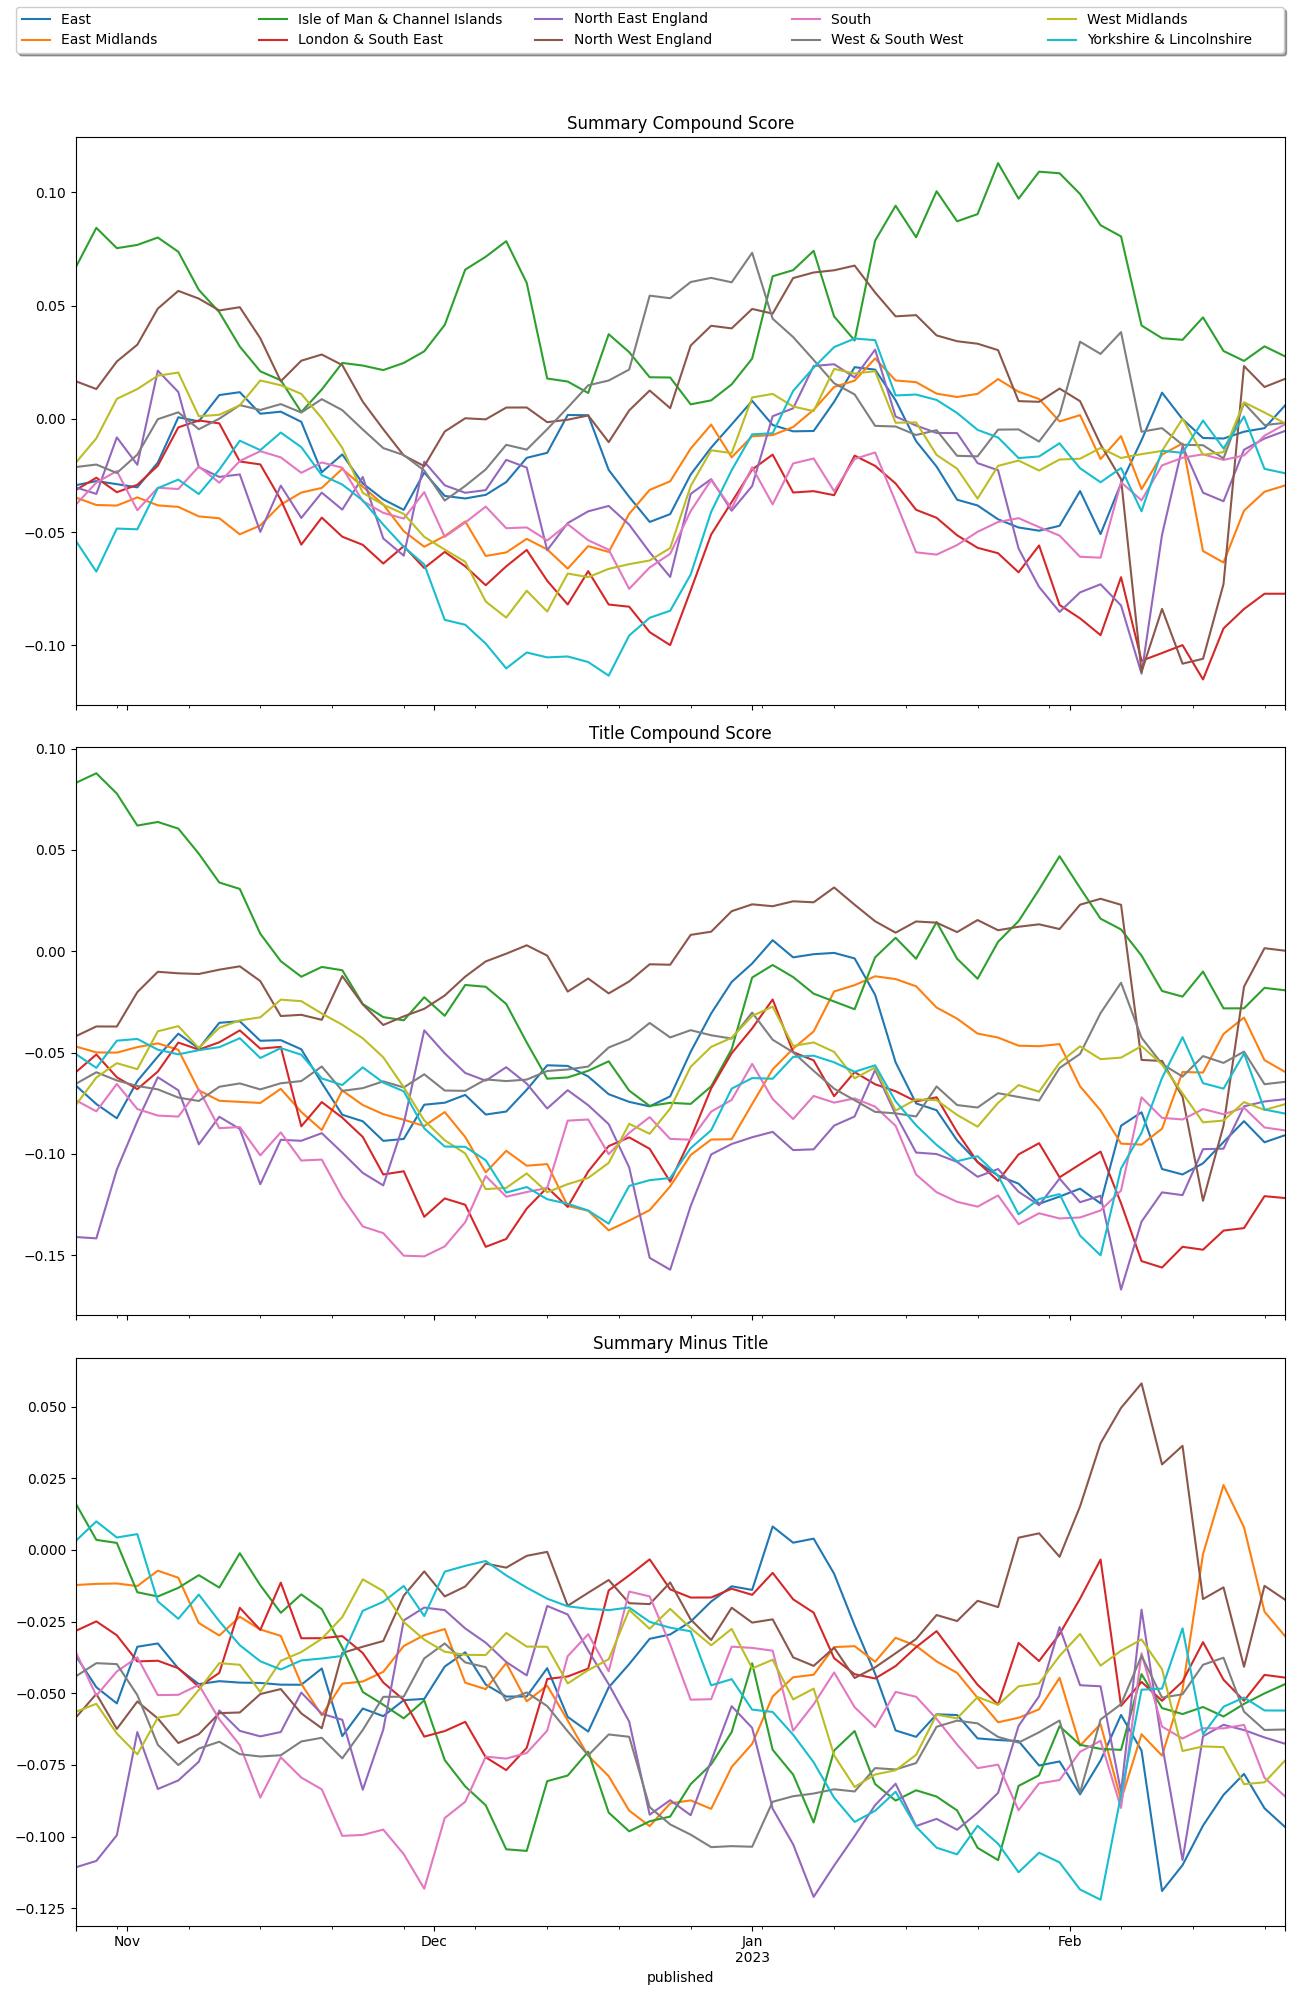 East
Isle of Man & Channel Islands
North East England
South
West Midlands
East Midlands
London & South East
North West England
West & South West
Yorkshire & Lincolnshire
Summary Compound Score
0.10
0.05
0.00
−0.05
−0.10
Title Compound Score
0.10
0.05
0.00
−0.05
−0.10
−0.15
Summary Minus Title
0.050
0.025
0.000
−0.025
−0.050
−0.075
−0.100
−0.125
Nov
Dec
Jan
2023
Feb
published